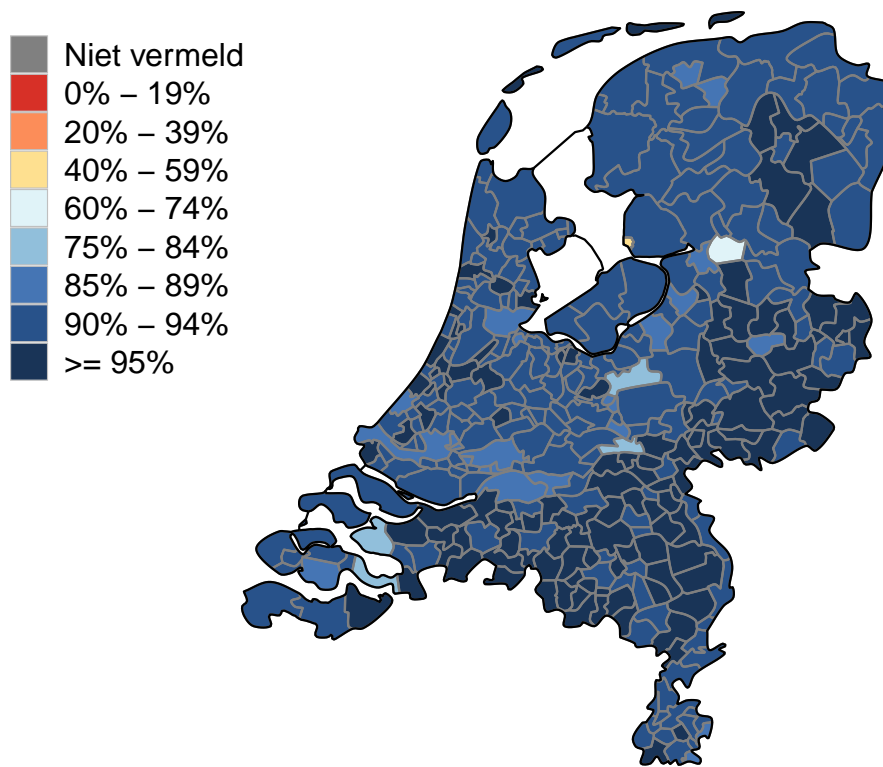 Niet vermeld
0% – 19%
20% – 39%
40% – 59%
60% – 74%
75% – 84%
85% – 89%
90% – 94%
>= 95%